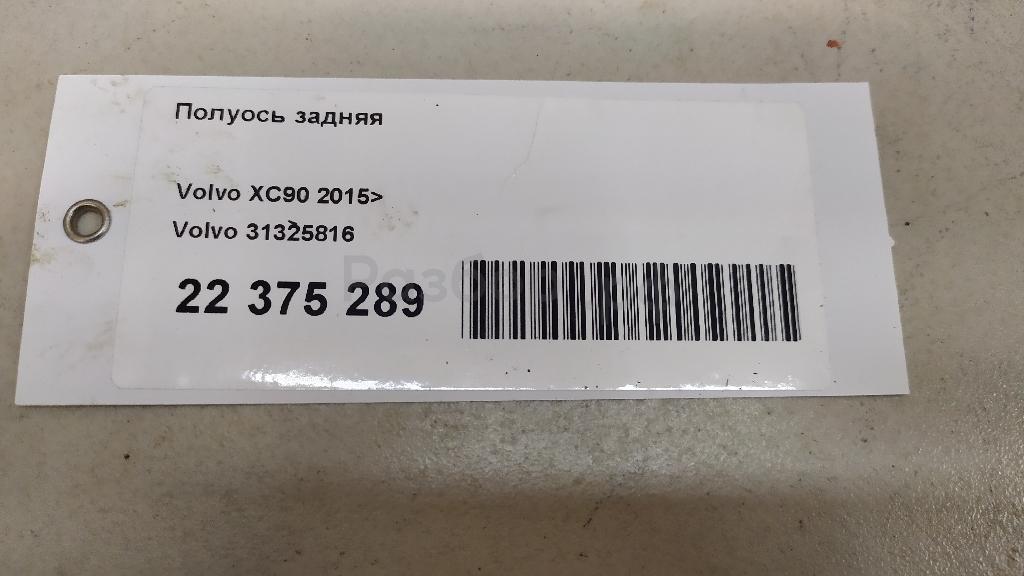 Полуось задняя
Volvo XC90 2015>
Volvo 31325816
22 375 289